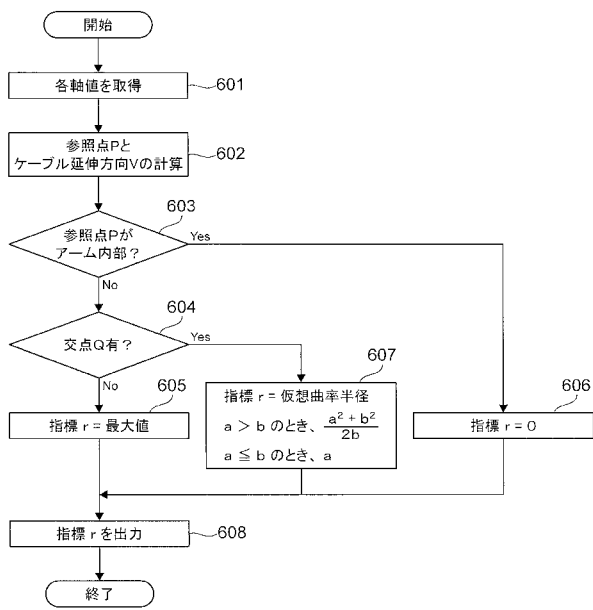 開始
各軸値を取得
601
参照点Pと
ケーブル延伸方向Vの計算
602
603
参照点Pが
アーム内部?
Yes
No
604
交点Q有?
Yes
No
605
指標 r = 最大値
607
指標 r = 仮想曲率半径
a > b のとき、 a² + b² / 2b
a ≦ b のとき、a
606
指標 r = 0
指標 r を出力
608
終了